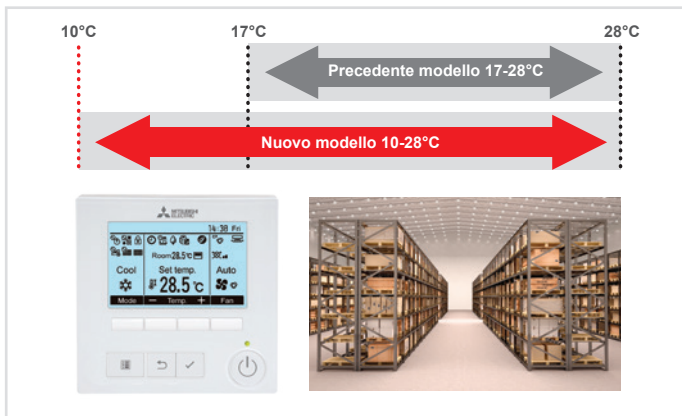 10°C 17°C 28°C
Precedente modello 17-28°C
Nuovo modello 10-28°C
MITSUBISHI
ELECTRIC
14:30 Fri
Room 28.5°C
Cool Set temp. Auto
28.5°C
Mode − Temp. + Fan